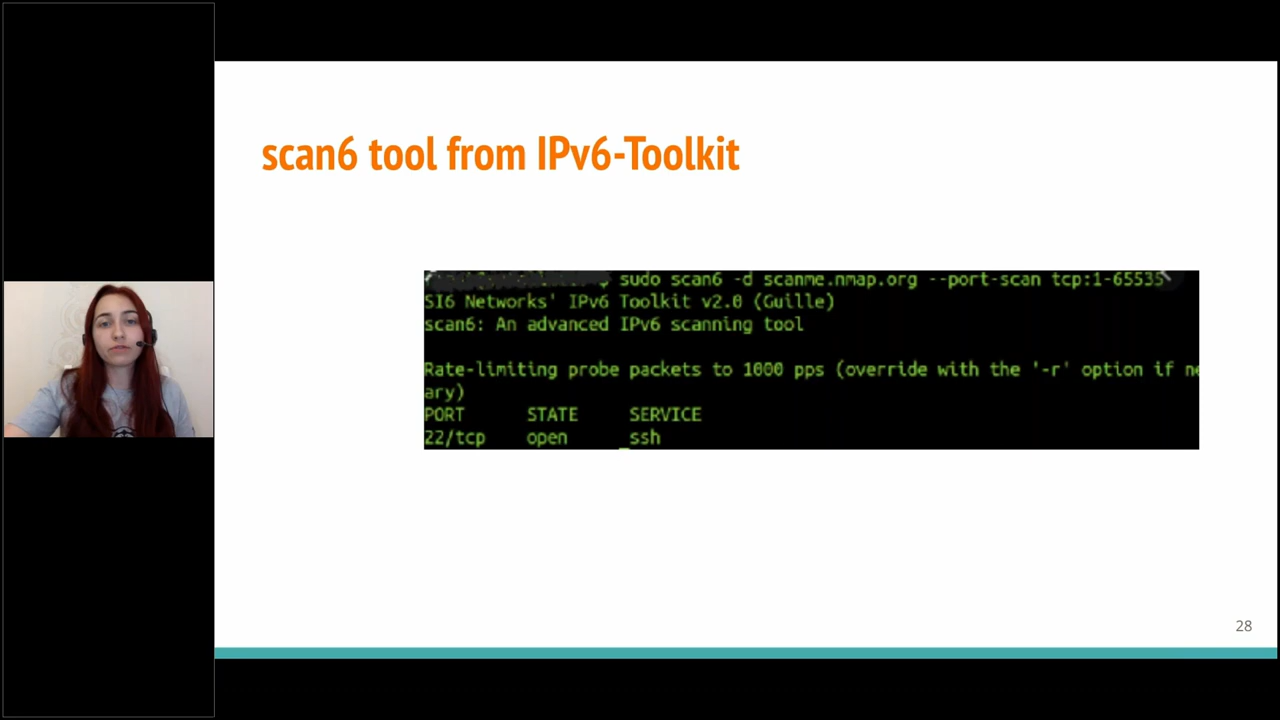 scan6 tool from IPv6-Toolkit
sudo scan6 -d scanme.nmap.org --port-scan tcp:1-65535
SI6 Networks' IPv6 Toolkit v2.0 (Guille)
scan6: An advanced IPv6 scanning tool
Rate-limiting probe packets to 1000 pps (override with the '-r' option if ne
ary)
PORT STATE SERVICE
22/tcp open ssh
28